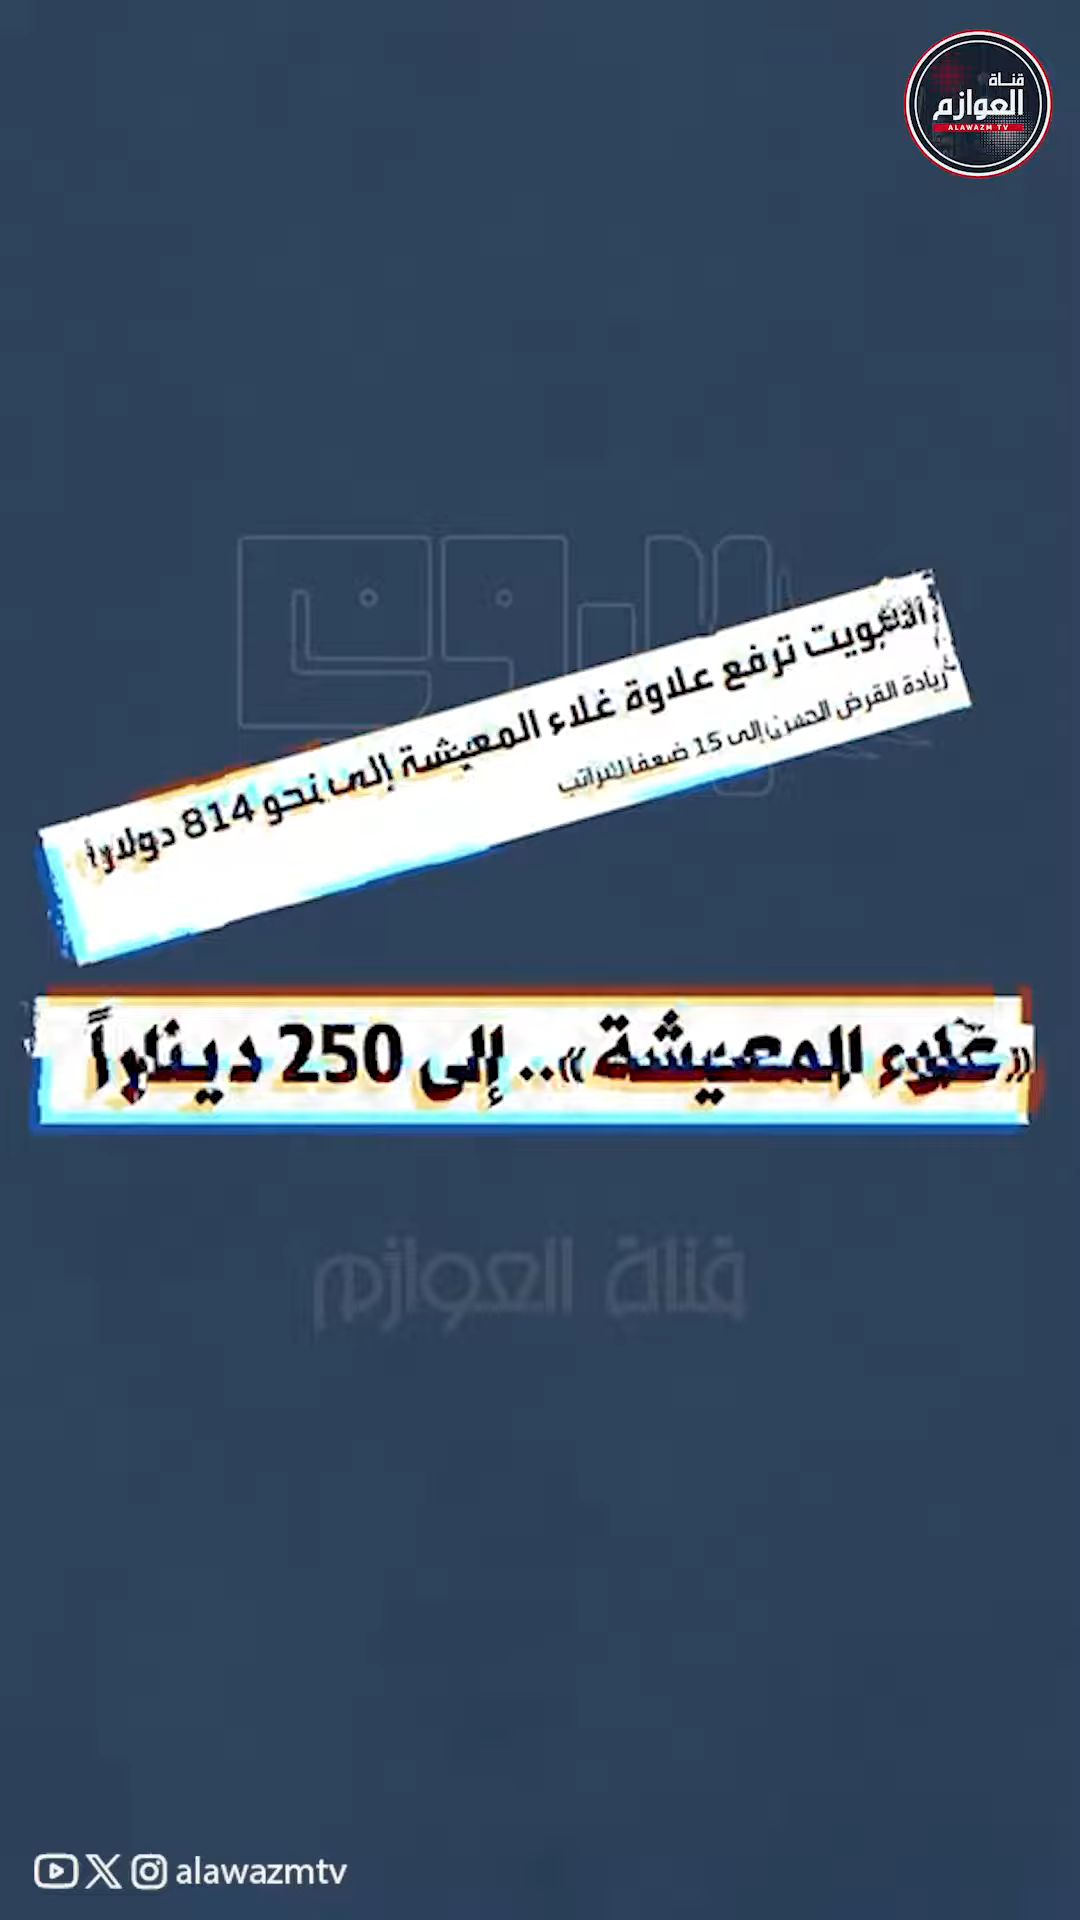 قناة
العوازم
ALAWAZM TV
الكويت ترفع علاوة غلاء المعيشة إلى نحو 814 دولاراً
زيادة القرض الحسن إلى 15 ضعفا للراتب
«غلاء المعيشة».. إلى 250 ديناراً
قناة العوازم
alawazmtv